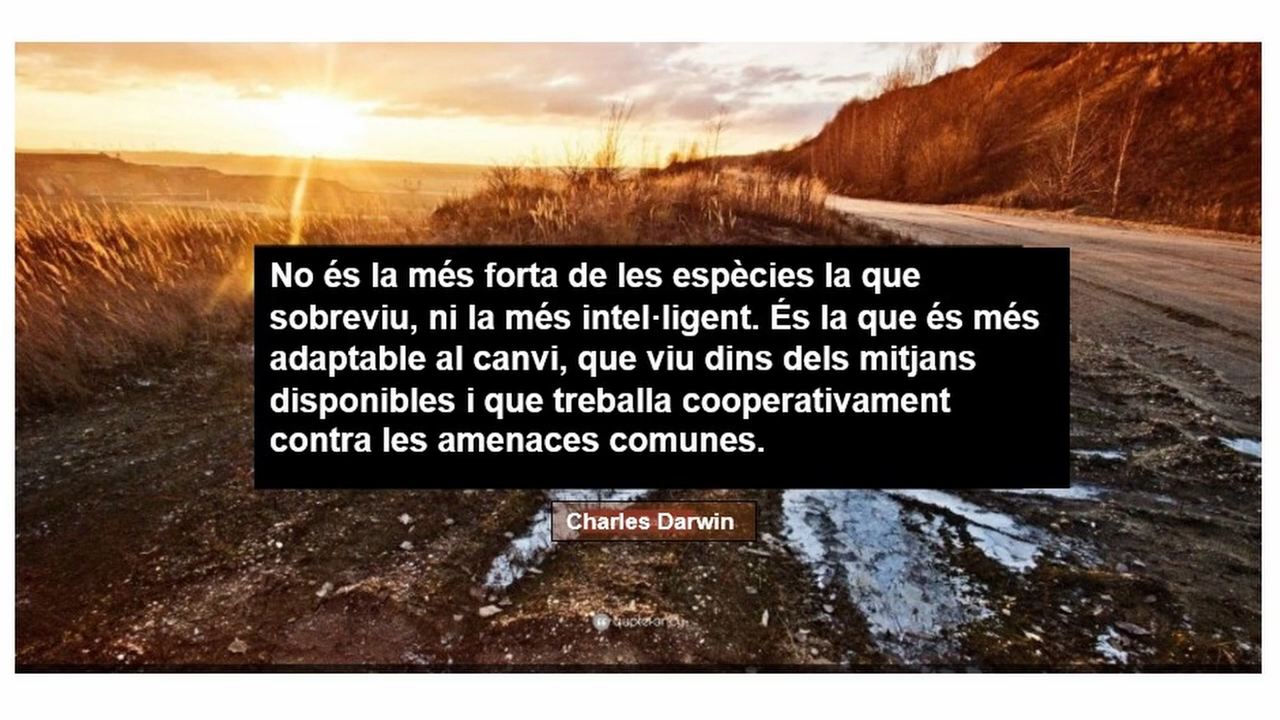 No és la més forta de les espècies la que
sobreviu, ni la més intel·ligent. És la que és més
adaptable al canvi, que viu dins dels mitjans
disponibles i que treballa cooperativament
contra les amenaces comunes.
Charles Darwin
quotefancy